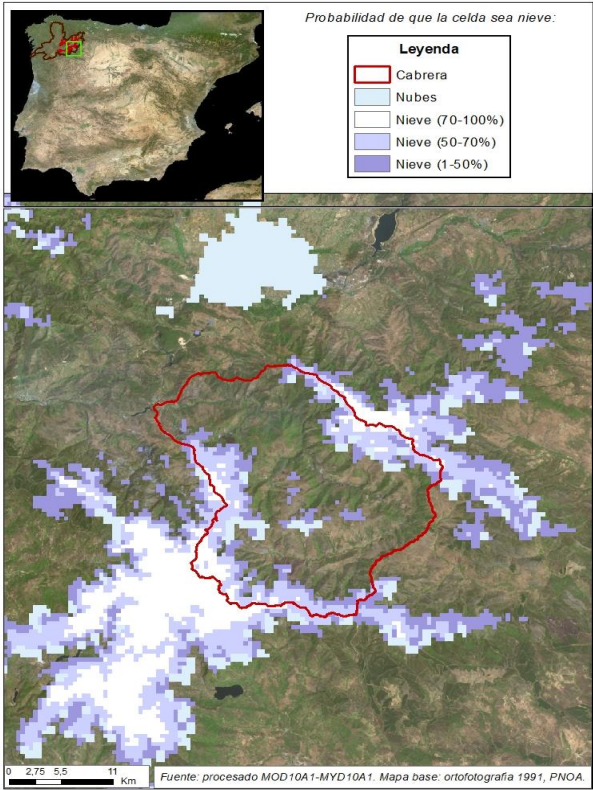 Probabilidad de que la celda sea nieve:
Leyenda
Cabrera
Nubes
Nieve (70-100%)
Nieve (50-70%)
Nieve (1-50%)
0 2,75 5,5 11
Km
Fuente: procesado MOD10A1-MYD10A1. Mapa base: ortofotografía 1991, PNOA.